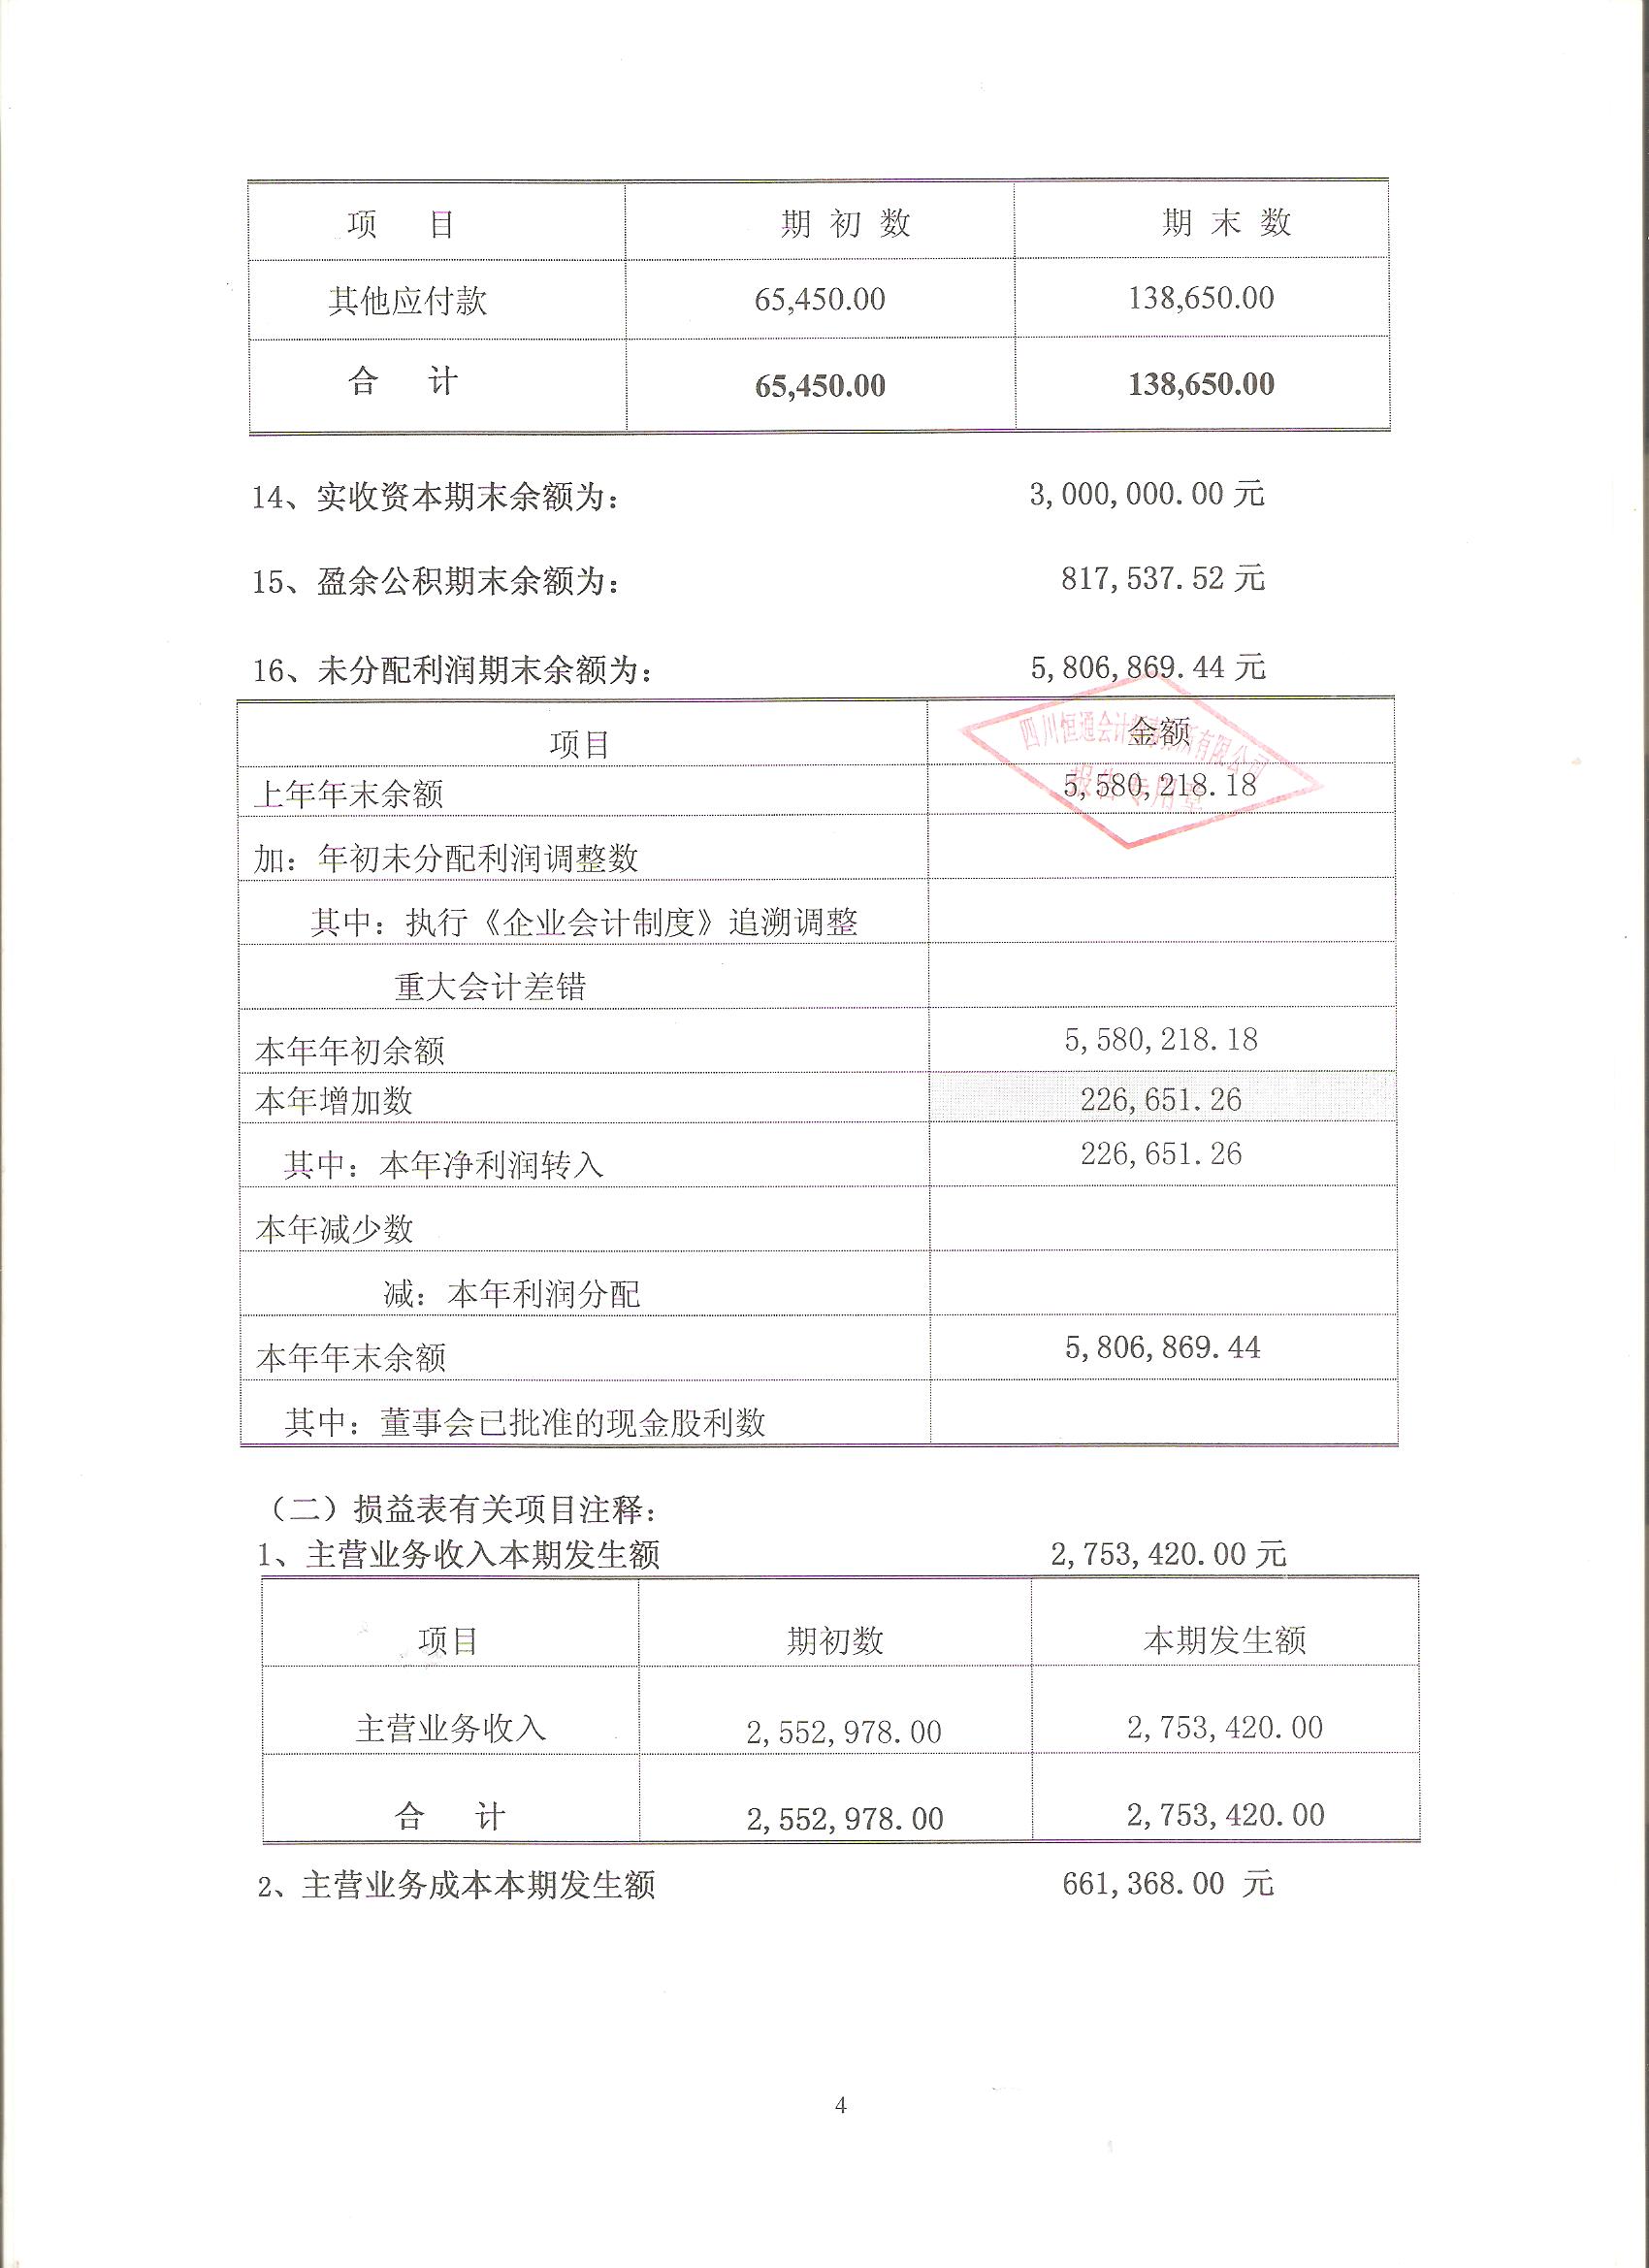 项 目 期 初 数 期 末 数
其他应付款 65,450.00 138,650.00
合 计 65,450.00 138,650.00
14、实收资本期末余额为： 3,000,000.00 元
15、盈余公积期末余额为： 817,537.52 元
16、未分配利润期末余额为： 5,806,869.44 元
项目 金额
四川恒通会计师事务所有限公司
报告专用章
上年年末余额 5,580,218.18
加：年初未分配利润调整数
其中：执行《企业会计制度》追溯调整
重大会计差错
本年年初余额 5,580,218.18
本年增加数 226,651.26
其中：本年净利润转入 226,651.26
本年减少数
减：本年利润分配
本年年末余额 5,806,869.44
其中：董事会已批准的现金股利数
（二）损益表有关项目注释：
1、主营业务收入本期发生额 2,753,420.00 元
项目 期初数 本期发生额
主营业务收入 2,552,978.00 2,753,420.00
合 计 2,552,978.00 2,753,420.00
2、主营业务成本本期发生额 661,368.00 元
4